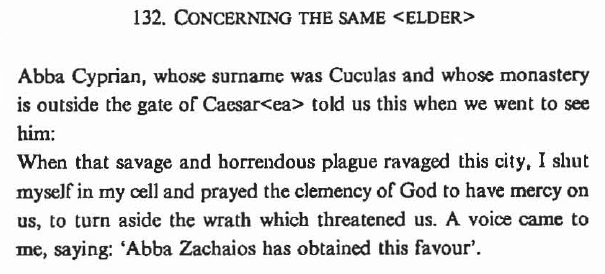 132. CONCERNING THE SAME <ELDER>
Abba Cyprian, whose surname was Cuculas and whose monastery
is outside the gate of Caesar<ea> told us this when we went to see
him:
When that savage and horrendous plague ravaged this city, I shut
myself in my cell and prayed the clemency of God to have mercy on
us, to turn aside the wrath which threatened us. A voice came to
me, saying: ‘Abba Zachaios has obtained this favour’.